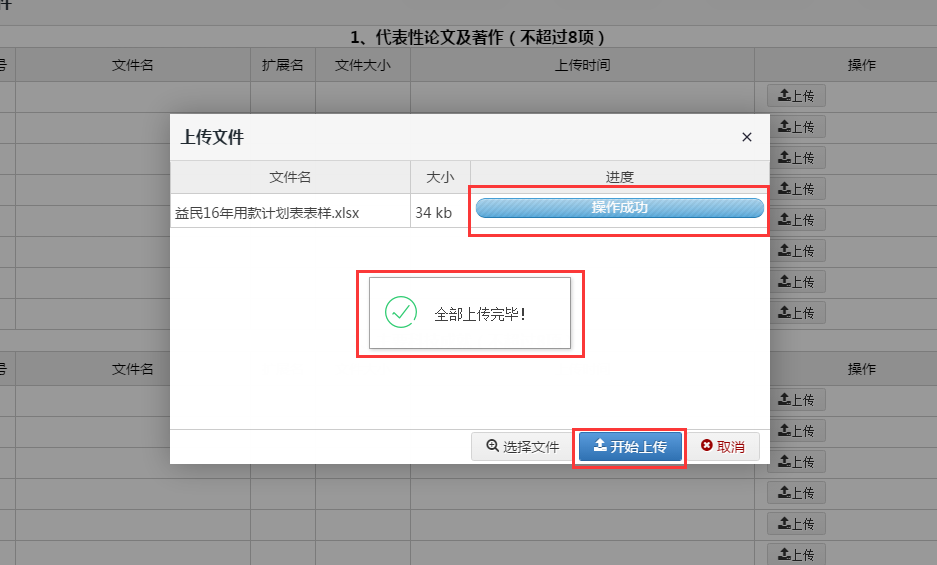 1、代表性论文及著作（不超过8项）
号 文件名 扩展名 文件大小 上传时间 操作
上传
上传文件 ×
上传
上传
文件名 大小 进度
上传
益民16年用款计划表表样.xlsx 34 kb 操作成功
上传
上传
上传
全部上传完毕!
上传
号 文件名 操作
上传
上传
选择文件 开始上传 取消
上传
上传
上传
上传